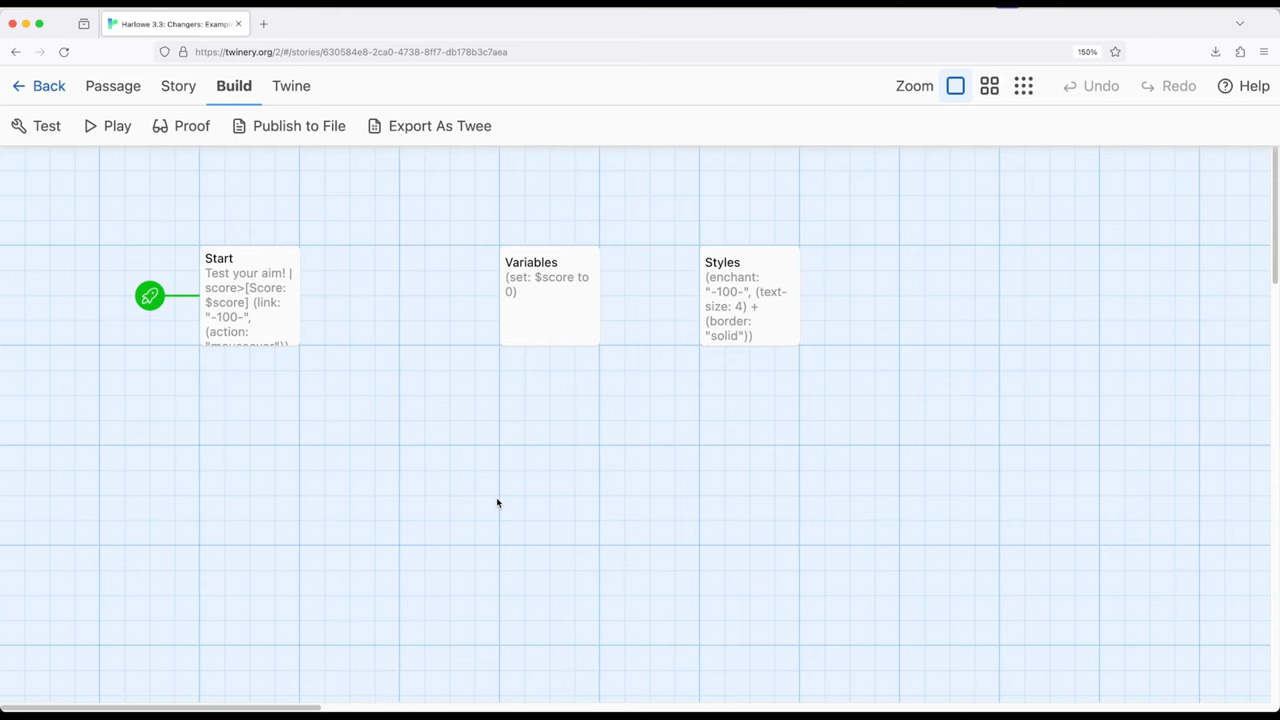 Harlowe 3.3: Changers: Exampl
https://twinery.org/2/#/stories/630584e8-2ca0-4738-8ff7-db178b3c7aea
150%
Back Passage Story Build Twine Zoom Undo Redo Help
Test Play Proof Publish to File Export As Twee
Start
Test your aim! |
score>[Score:
$score] (link:
"-100-",
(action:
"mouseover"))
Variables
(set: $score to
0)
Styles
(enchant:
"-100-", (text-
size: 4) +
(border:
"solid"))